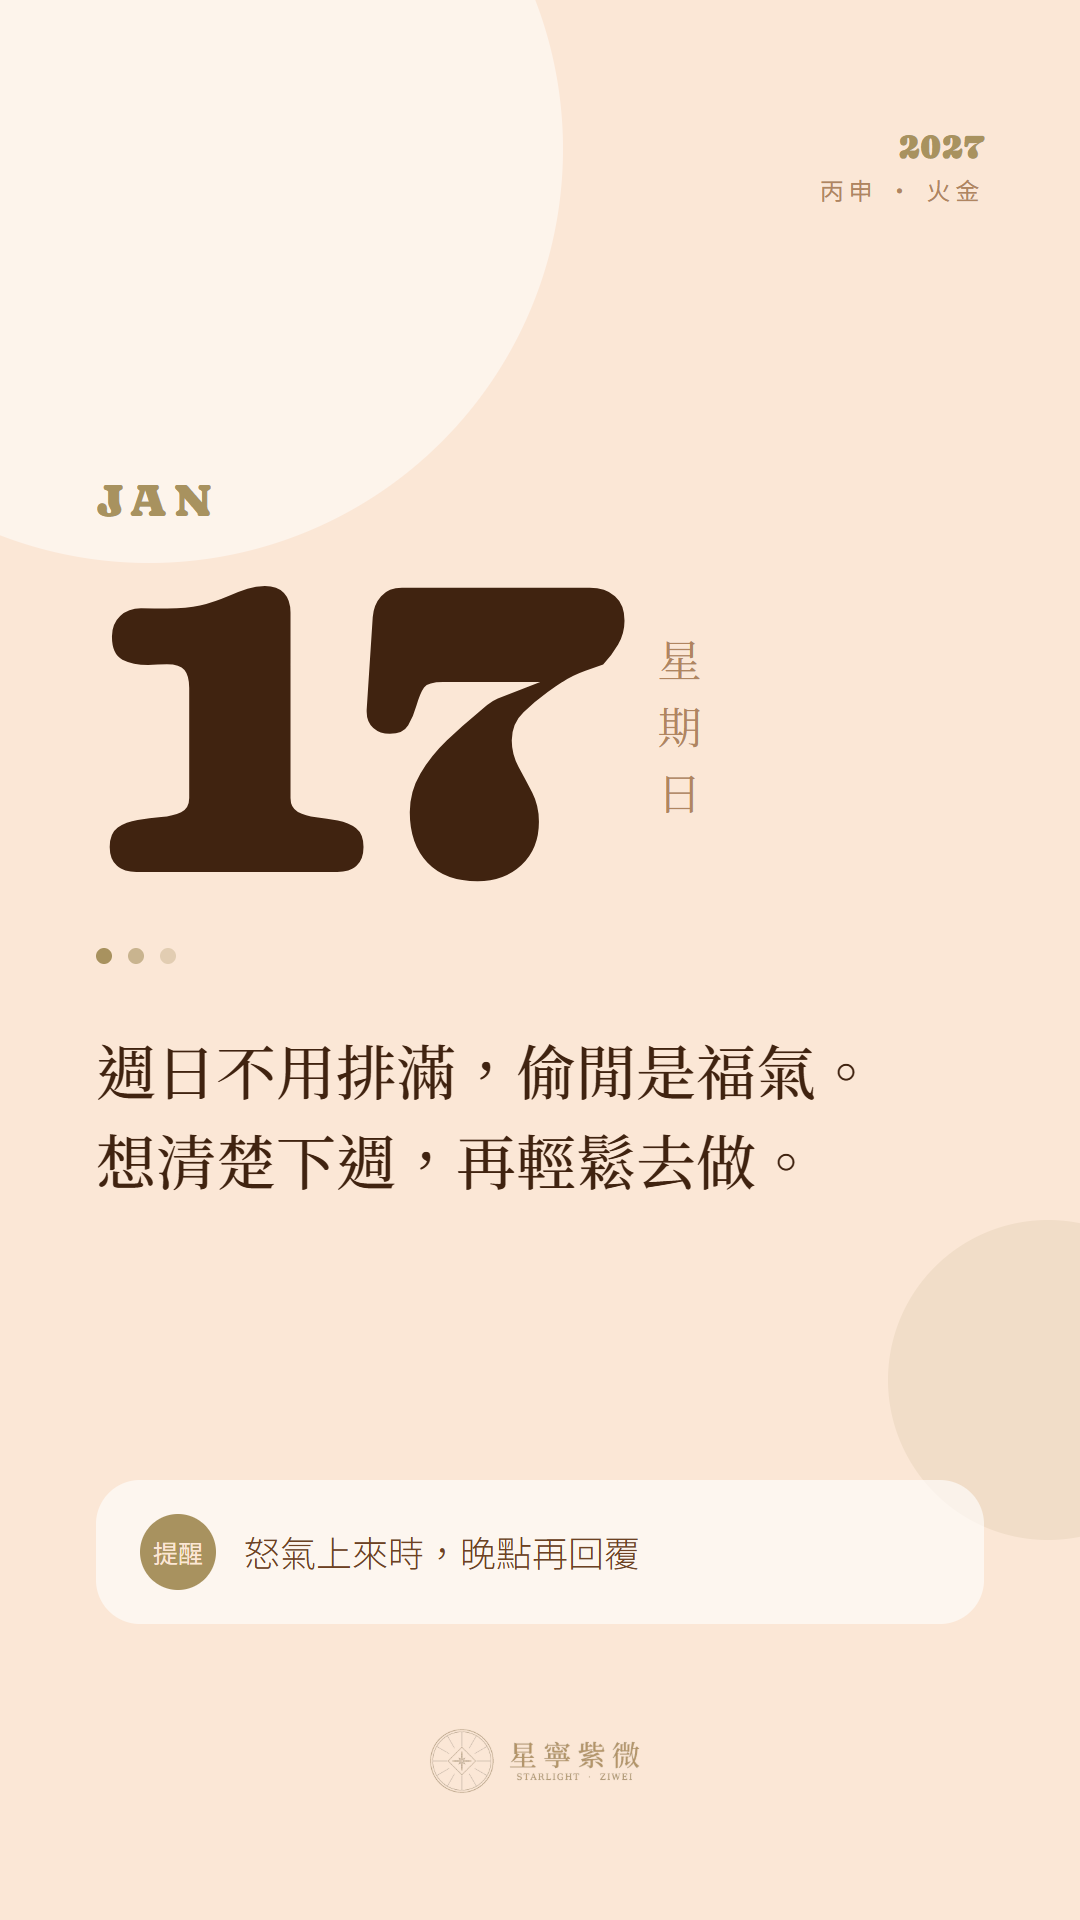 2027
丙申 · 火金
JAN
17
星期日
週日不用排滿，偷閒是福氣。
想清楚下週，再輕鬆去做。
提醒
怒氣上來時，晚點再回覆
星寧紫微
STARLIGHT · ZIWEI